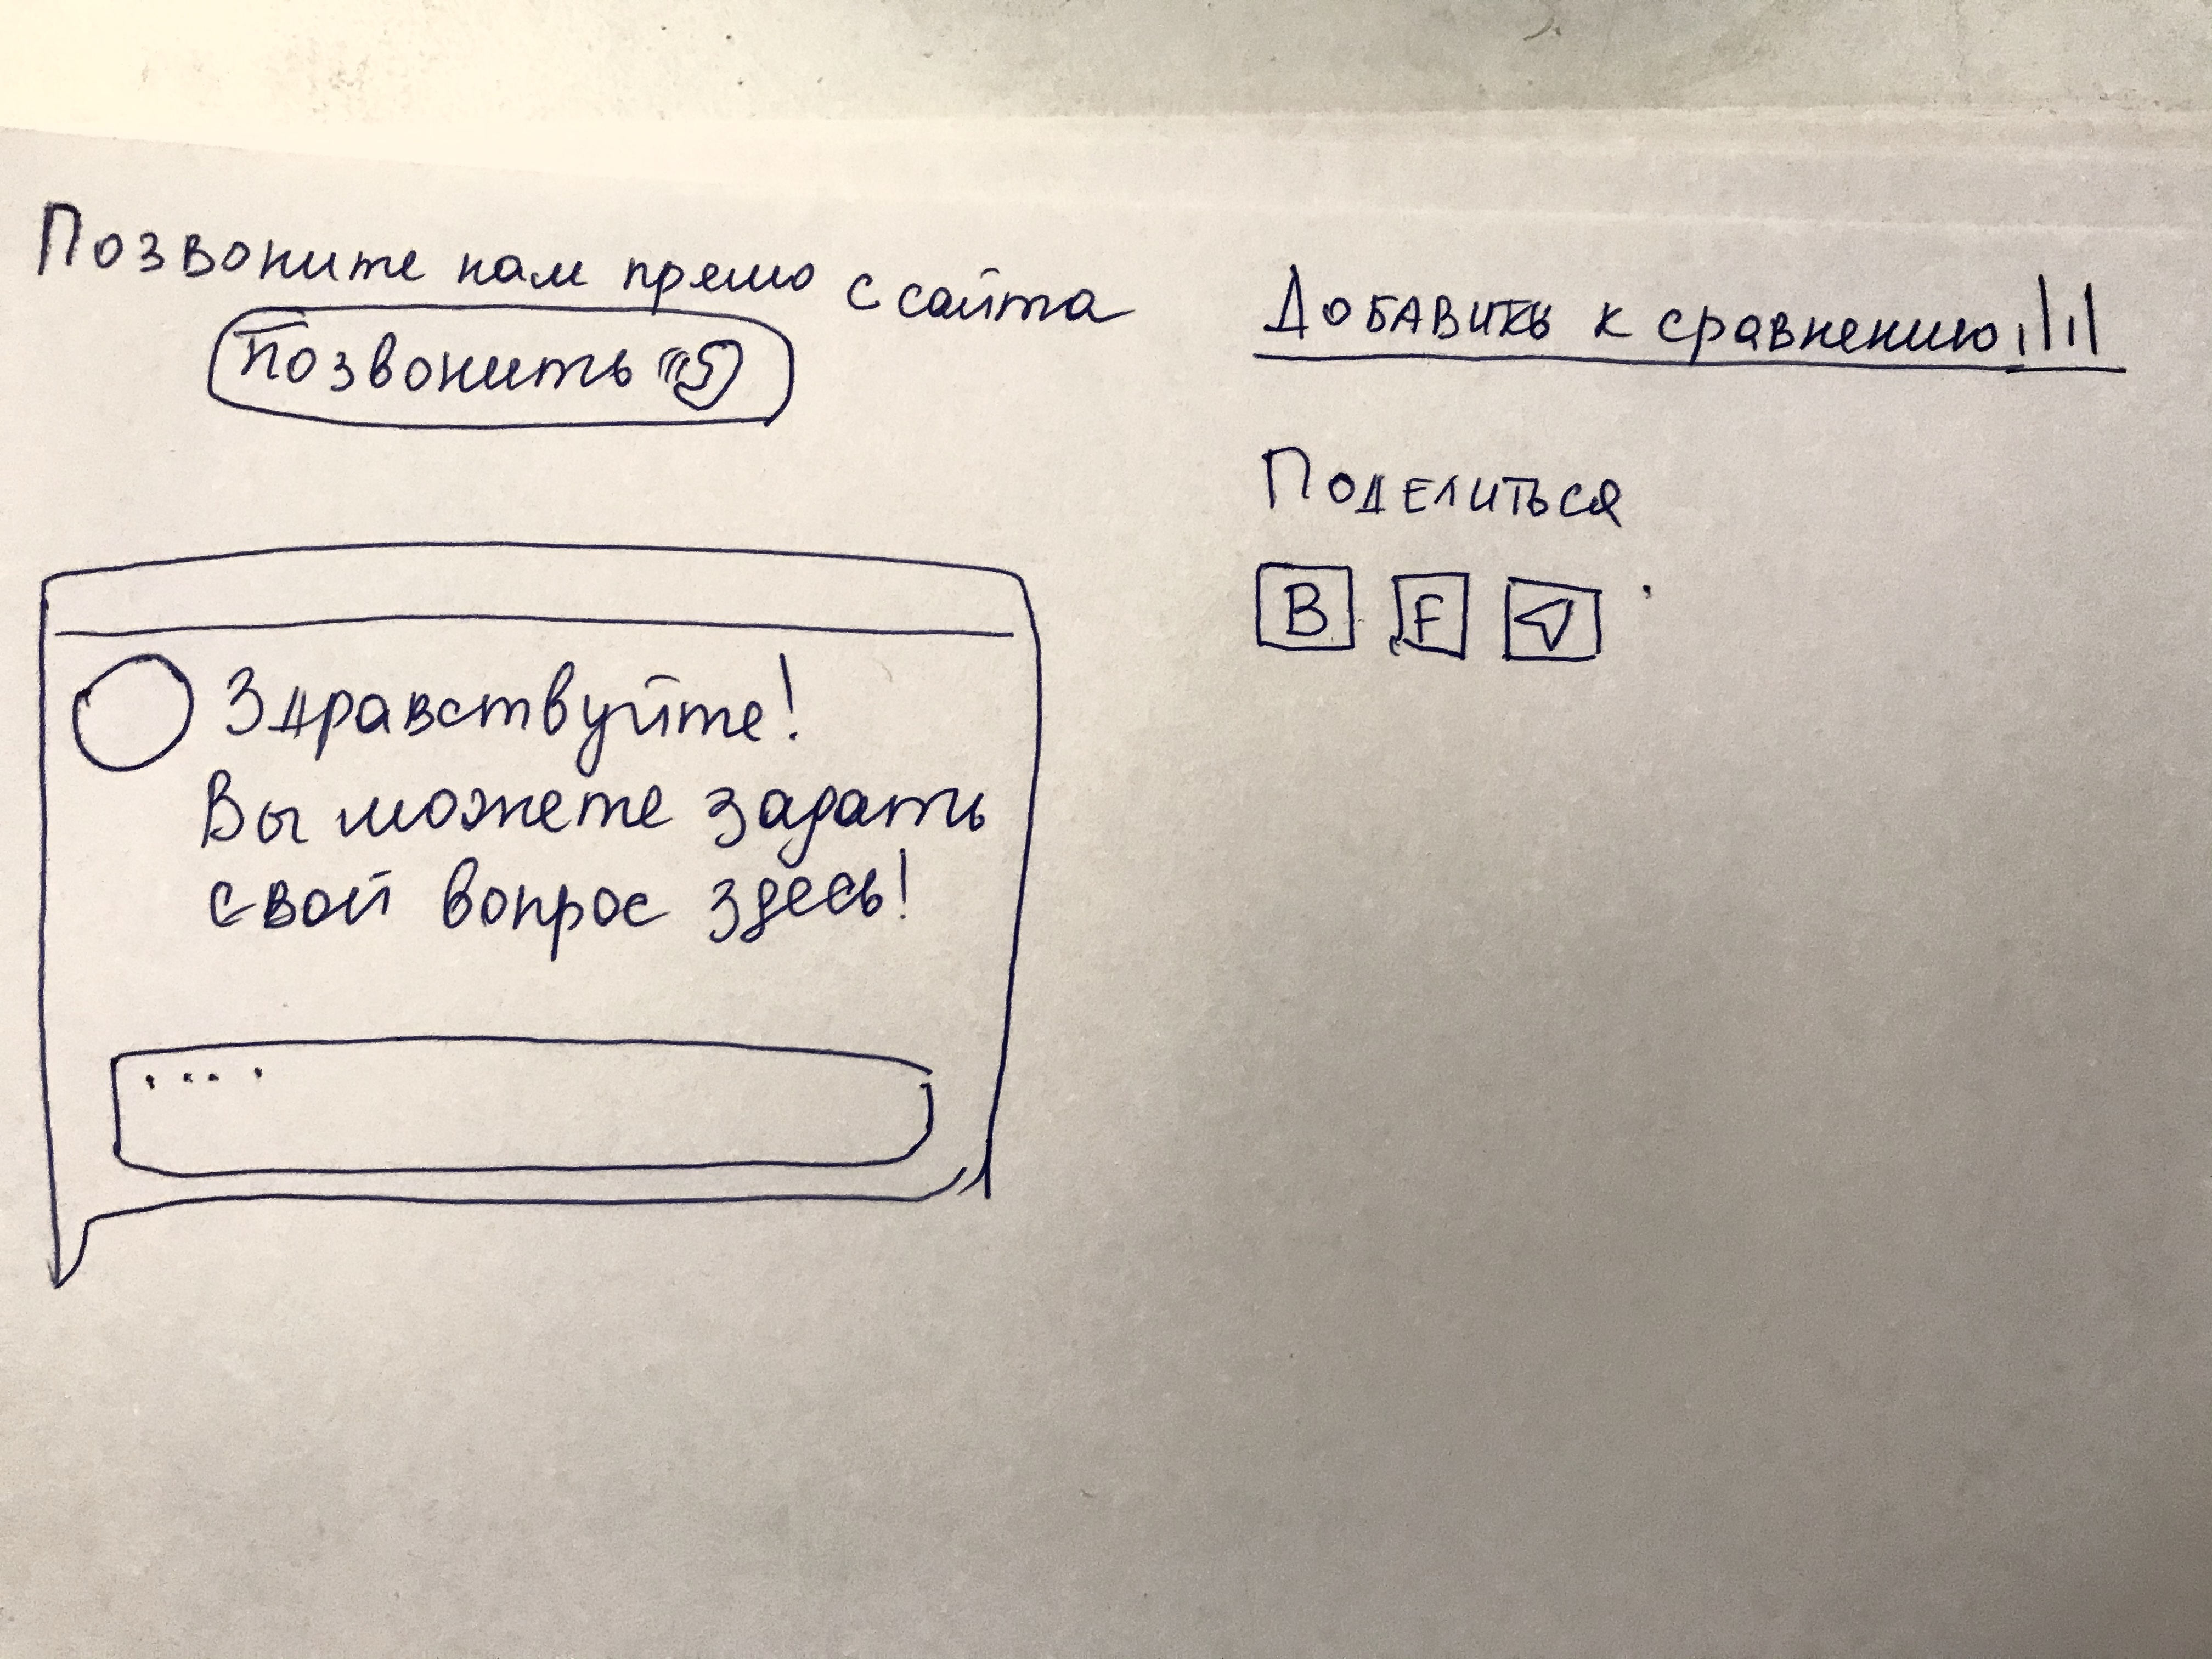 Позвоните нам прямо с сайта
Позвонить
Здравствуйте!
Вы можете задать
свой вопрос здесь!
....
Добавить к сравнению
Поделиться
B F